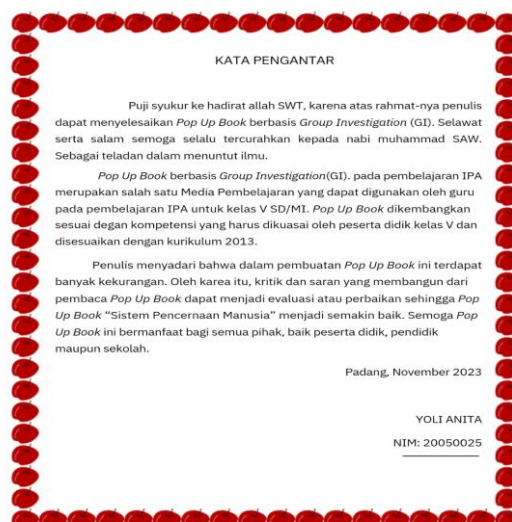 KATA PENGANTAR
Puji syukur ke hadirat allah SWT, karena atas rahmat-nya penulis
dapat menyelesaikan Pop Up Book berbasis Group Investigation (GI). Selawat
serta salam semoga selalu tercurahkan kepada nabi muhammad SAW.
Sebagai teladan dalam menuntut ilmu.
Pop Up Book berbasis Group Investigation(GI). pada pembelajaran IPA
merupakan salah satu Media Pembelajaran yang dapat digunakan oleh guru
pada pembelajaran IPA untuk kelas V SD/MI. Pop Up Book dikembangkan
sesuai degan kompetensi yang harus dikuasai oleh peserta didik kelas V dan
disesuaikan dengan kurikulum 2013.
Penulis menyadari bahwa dalam pembuatan Pop Up Book ini terdapat
banyak kekurangan. Oleh karea itu, kritik dan saran yang membangun dari
pembaca Pop Up Book dapat menjadi evaluasi atau perbaikan sehingga Pop
Up Book “Sistem Pencernaan Manusia” menjadi semakin baik. Semoga Pop
Up Book ini bermanfaat bagi semua pihak, baik peserta didik, pendidik
maupun sekolah.
Padang, November 2023
YOLI ANITA
NIM: 20050025